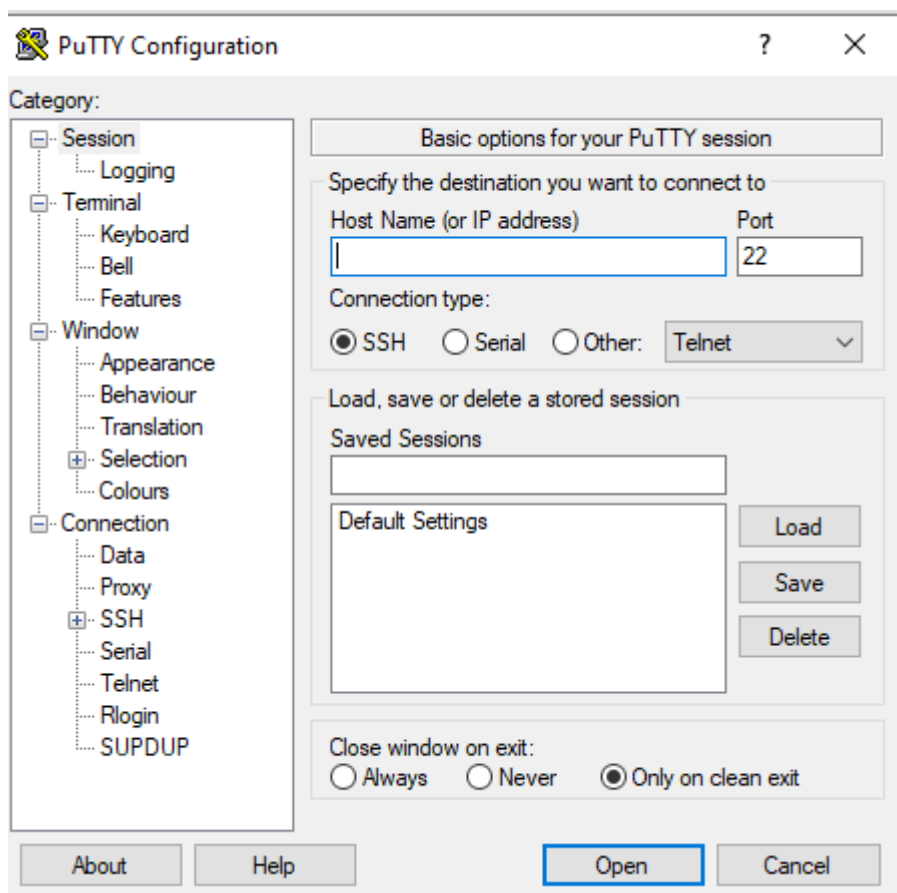 PuTTY Configuration
?
Category:
Session
Logging
Terminal
Keyboard
Bell
Features
Window
Appearance
Behaviour
Translation
Selection
Colours
Connection
Data
Proxy
SSH
Serial
Telnet
Rlogin
SUPDUP
Basic options for your PuTTY session
Specify the destination you want to connect to
Host Name (or IP address) Port
22
Connection type:
SSH Serial Other: Telnet
Load, save or delete a stored session
Saved Sessions
Default Settings
Load
Save
Delete
Close window on exit:
Always Never Only on clean exit
About Help Open Cancel